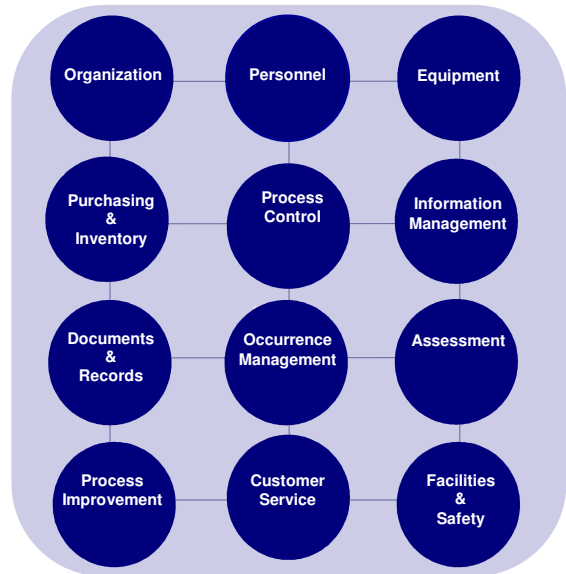 Organization
Personnel
Equipment
Purchasing
&
Inventory
Process
Control
Information
Management
Documents
&
Records
Occurrence
Management
Assessment
Process
Improvement
Customer
Service
Facilities
&
Safety